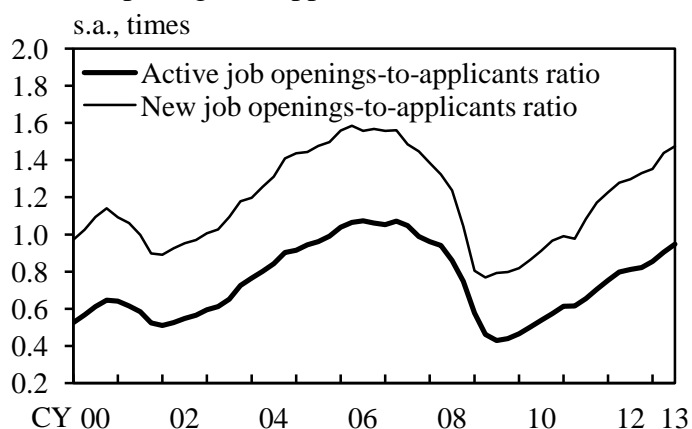 s.a., times
2.0
Active job openings-to-applicants ratio
1.8
New job openings-to-applicants ratio
1.6
1.4
1.2
1.0
0.8
0.6
0.4
0.2
CY 00 02 04 06 08 10 12 13